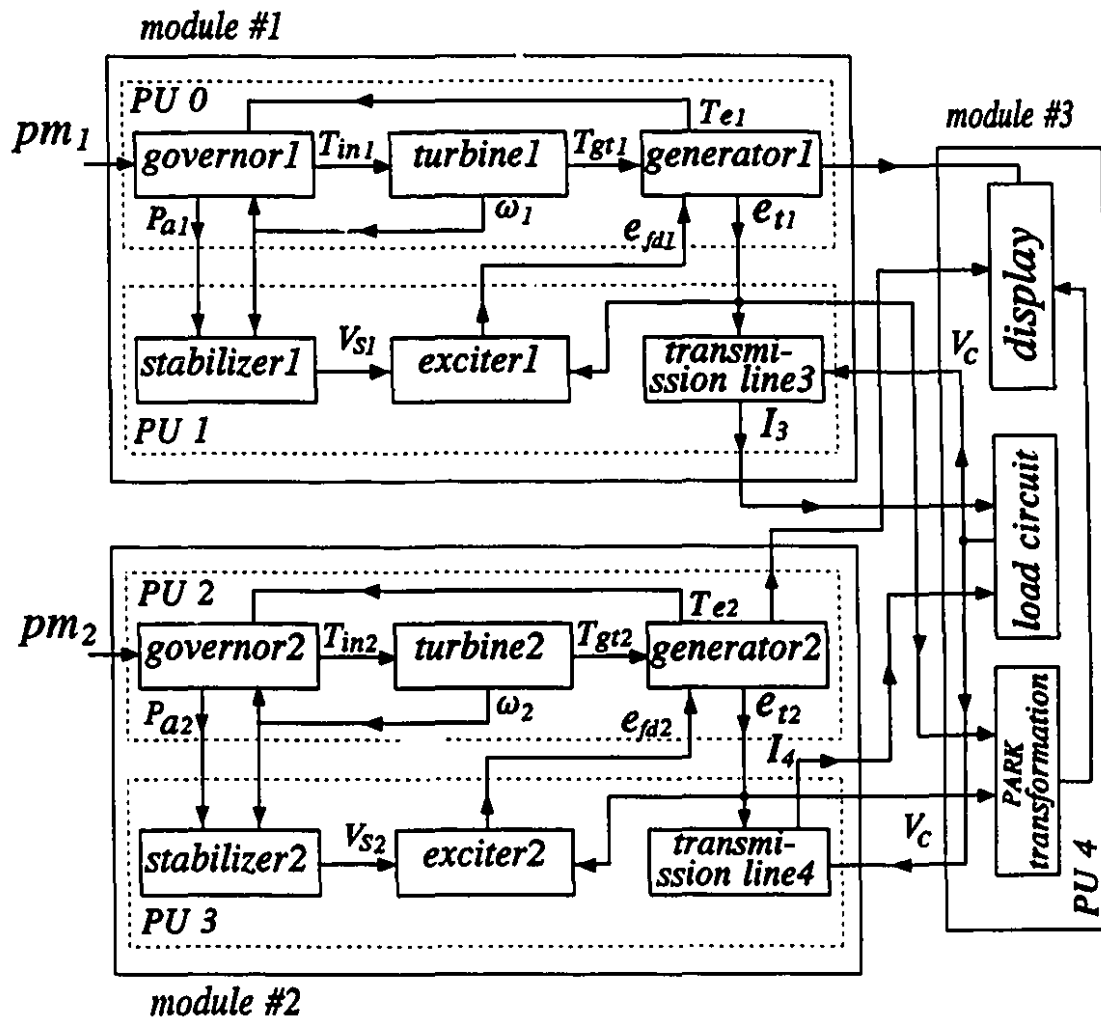 module #1
PU 0
pm1
governor1
Tin1
turbine1
Tgt1
Te1
generator1
Pa1
ω1
efd1
et1
stabilizer1
VS1
exciter1
transmi-
ssion line3
PU 1
I3
module #3
display
VC
load circuit
PARK
transformation
PU 4
PU 2
pm2
governor2
Tin2
turbine2
Tgt2
Te2
generator2
Pa2
ω2
efd2
et2
I4
stabilizer2
VS2
exciter2
transmi-
ssion line4
VC
PU 3
module #2